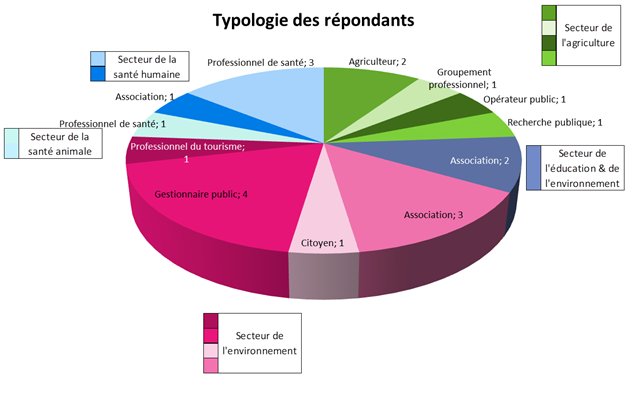 Typologie des répondants
Secteur de la
santé humaine
Professionnel de santé; 3
Agriculteur; 2
Secteur de
l'agriculture
Groupement
professionnel; 1
Association; 1
Opérateur public; 1
Professionnel de santé; 1
Recherche publique; 1
Secteur de la
santé animale
Professionnel du tourisme;
1
Association; 2
Secteur de
l'éducation & de
l'environnement
Gestionnaire public; 4
Association; 3
Citoyen; 1
Secteur de
l'environnement